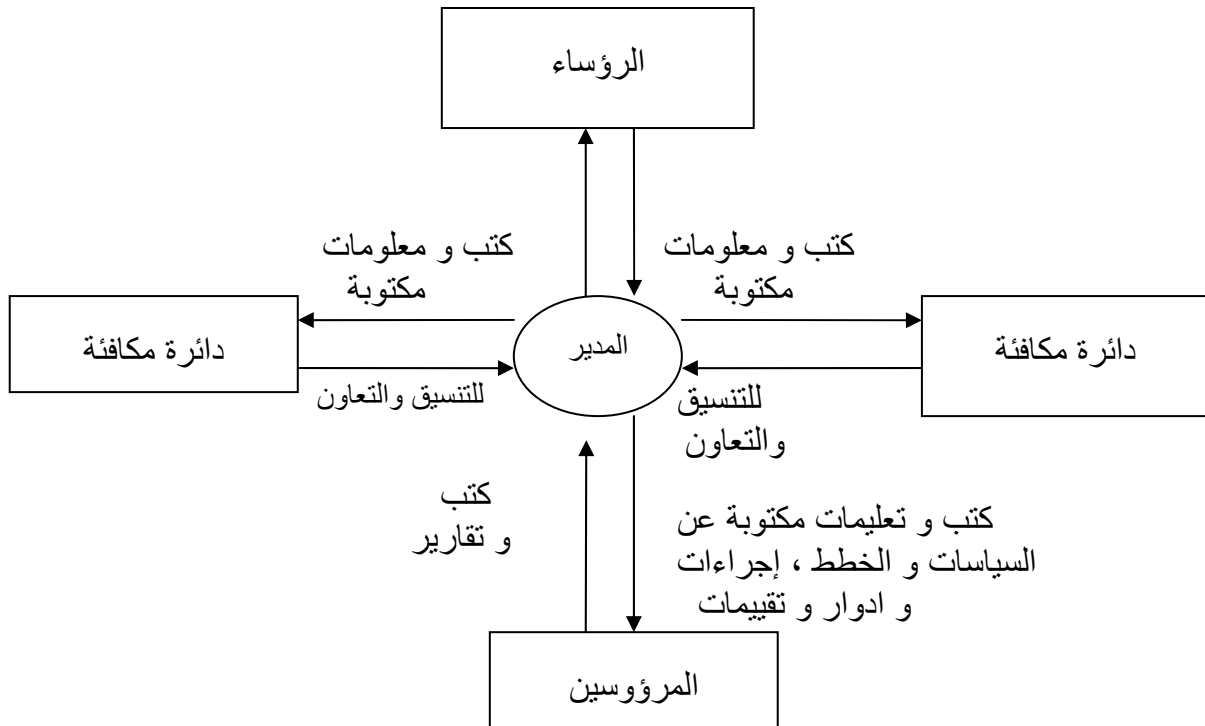 الرؤساء
كتب و معلومات
مكتوبة
كتب و معلومات
مكتوبة
دائرة مكافئة
المدير
دائرة مكافئة
للتنسيق
والتعاون
للتنسيق والتعاون
كتب و تعليمات مكتوبة عن
السياسات و الخطط ، إجراءات
و ادوار و تقييمات
كتب
و تقارير
المرؤوسين